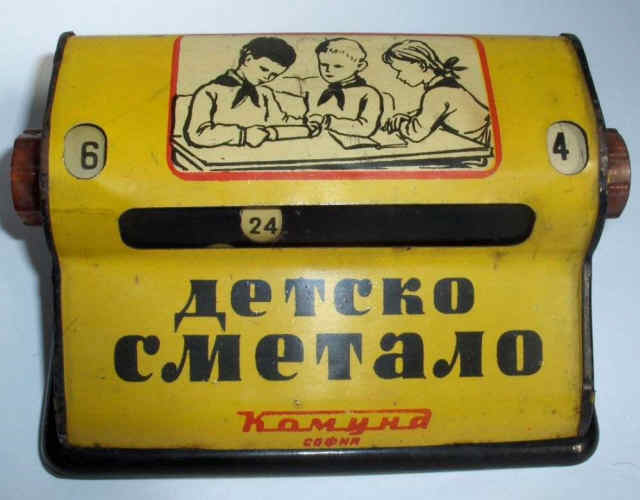 6 4
24
детско
сметало
Комуна
СОФИЯ